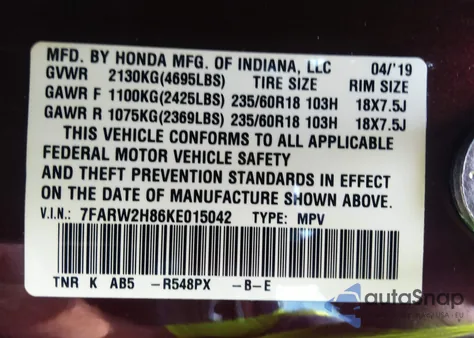 MFD. BY HONDA MFG. OF INDIANA, LLC 04/'19
GVWR 2130KG(4695LBS) TIRE SIZE RIM SIZE
GAWR F 1100KG(2425LBS) 235/60R18 103H 18X7.5J
GAWR R 1075KG(2369LBS) 235/60R18 103H 18X7.5J
THIS VEHICLE CONFORMS TO ALL APPLICABLE
FEDERAL MOTOR VEHICLE SAFETY
AND THEFT PREVENTION STANDARDS IN EFFECT
ON THE DATE OF MANUFACTURE SHOWN ABOVE.
V.I.N.: 7FARW2H86KE015042 TYPE: MPV
TNR K AB5 -R548PX -B-E
autoSnap